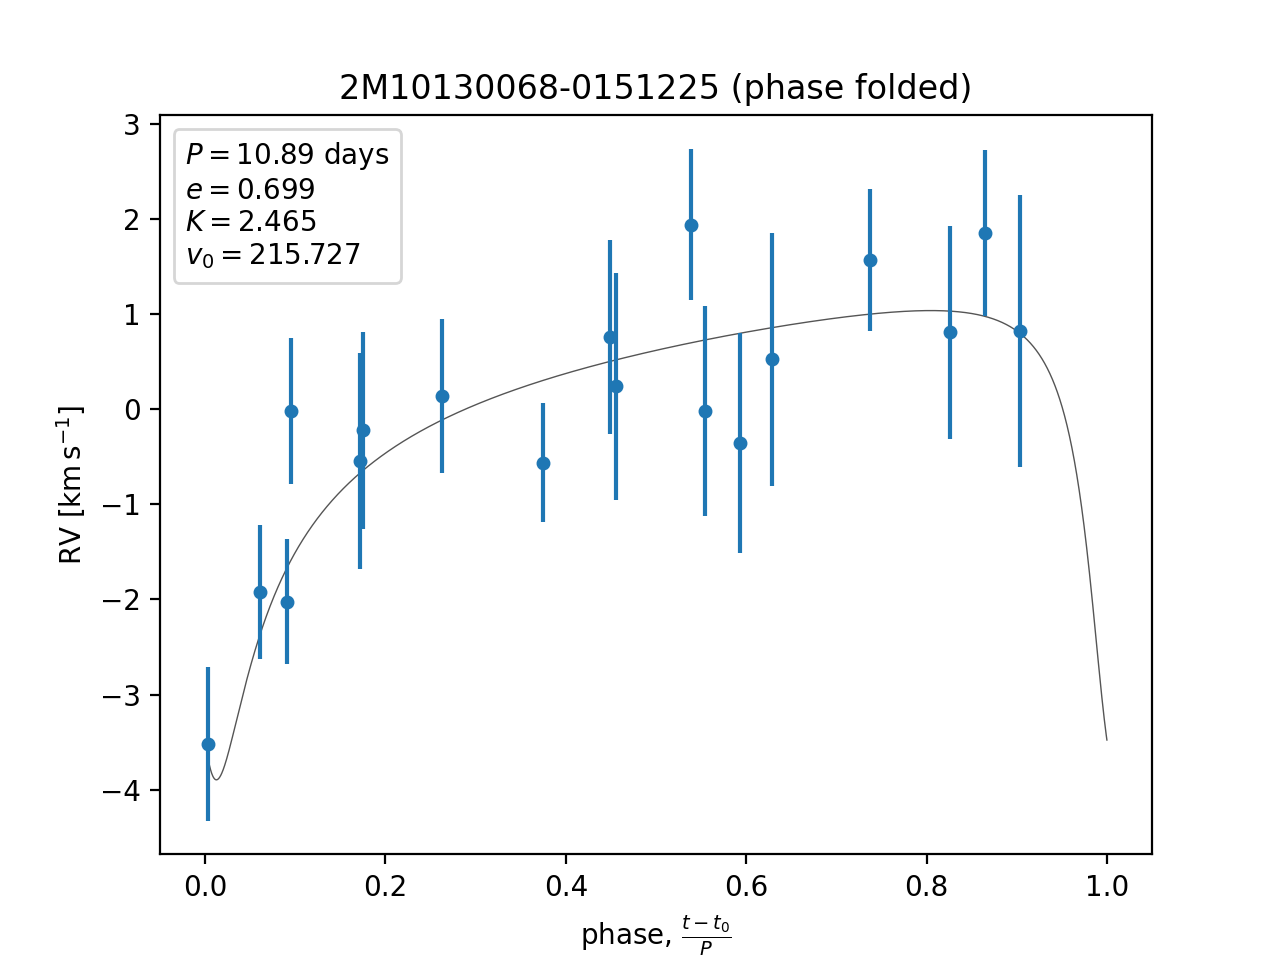 2M10130068-0151225 (phase folded)
P = 10.89 days
e = 0.699
K = 2.465
v₀ = 215.727
3
2
1
0
−1
−2
−3
−4
RV [km s⁻¹]
0.0 0.2 0.4 0.6 0.8 1.0
phase, (t − t₀)/P